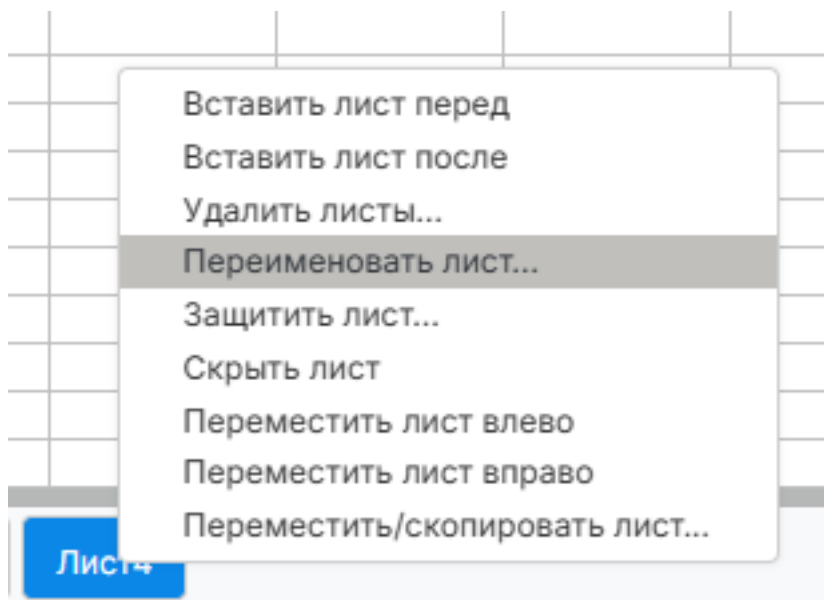 Вставить лист перед
Вставить лист после
Удалить листы...
Переименовать лист...
Защитить лист...
Скрыть лист
Переместить лист влево
Переместить лист вправо
Переместить/скопировать лист...
Лист4